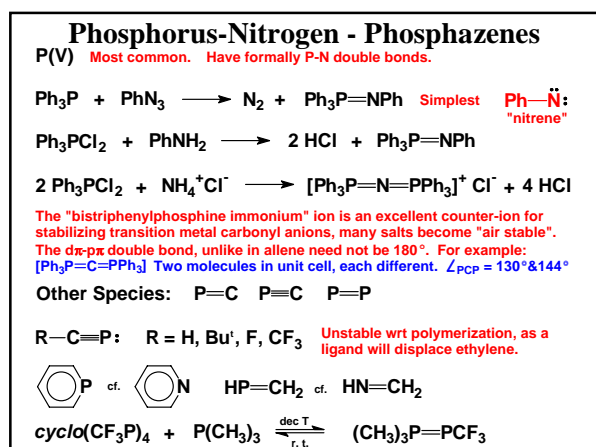 Phosphorus-Nitrogen - Phosphazenes
P(V) Most common. Have formally P-N double bonds.
Ph₃P + PhN₃ ⟶ N₂ + Ph₃P=NPh Simplest Ph—N̈:
"nitrene"
Ph₃PCl₂ + PhNH₂ ⟶ 2 HCl + Ph₃P=NPh
2 Ph₃PCl₂ + NH₄⁺Cl⁻ ⟶ [Ph₃P=N=PPh₃]⁺ Cl⁻ + 4 HCl
The "bistriphenylphosphine immonium" ion is an excellent counter-ion for
stabilizing transition metal carbonyl anions, many salts become "air stable".
The dπ-pπ double bond, unlike in allene need not be 180°. For example:
[Ph₃P=C=PPh₃] Two molecules in unit cell, each different. ∠PCP = 130°&144°
Other Species: P=C P≡C P=P
R—C≡P: R = H, Buᵗ, F, CF₃ Unstable wrt polymerization, as a
ligand will displace ethylene.
P cf. N HP=CH₂ cf. HN=CH₂
cyclo(CF₃P)₄ + P(CH₃)₃ dec T ⇌ r. t. (CH₃)₃P=PCF₃